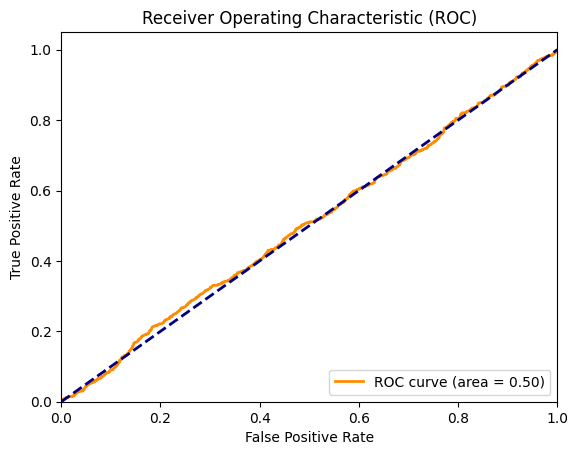 Receiver Operating Characteristic (ROC)
True Positive Rate
1.0
0.8
0.6
0.4
0.2
0.0
ROC curve (area = 0.50)
0.0 0.2 0.4 0.6 0.8 1.0
False Positive Rate